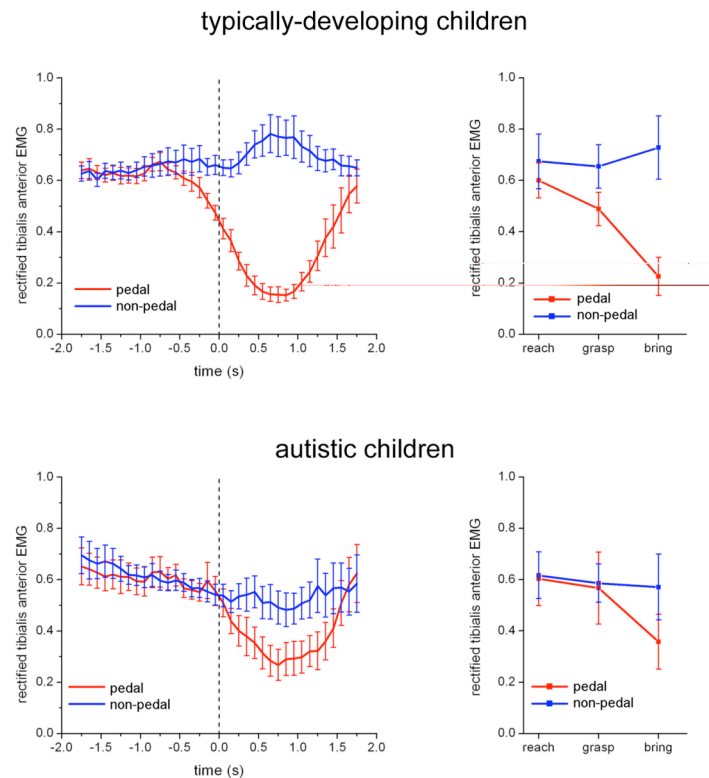 typically-developing children
rectified tibialis anterior EMG
1.0
0.8
0.6
0.4
0.2
0.0
pedal
non-pedal
-2.0 -1.5 -1.0 -0.5 0.0 0.5 1.0 1.5 2.0
time (s)
rectified tibialis anterior EMG
1.0
0.8
0.6
0.4
0.2
0.0
pedal
non-pedal
reach grasp bring
autistic children
rectified tibialis anterior EMG
1.0
0.8
0.6
0.4
0.2
0.0
pedal
non-pedal
-2.0 -1.5 -1.0 -0.5 0.0 0.5 1.0 1.5 2.0
time (s)
rectified tibialis anterior EMG
1.0
0.8
0.6
0.4
0.2
0.0
pedal
non-pedal
reach grasp bring